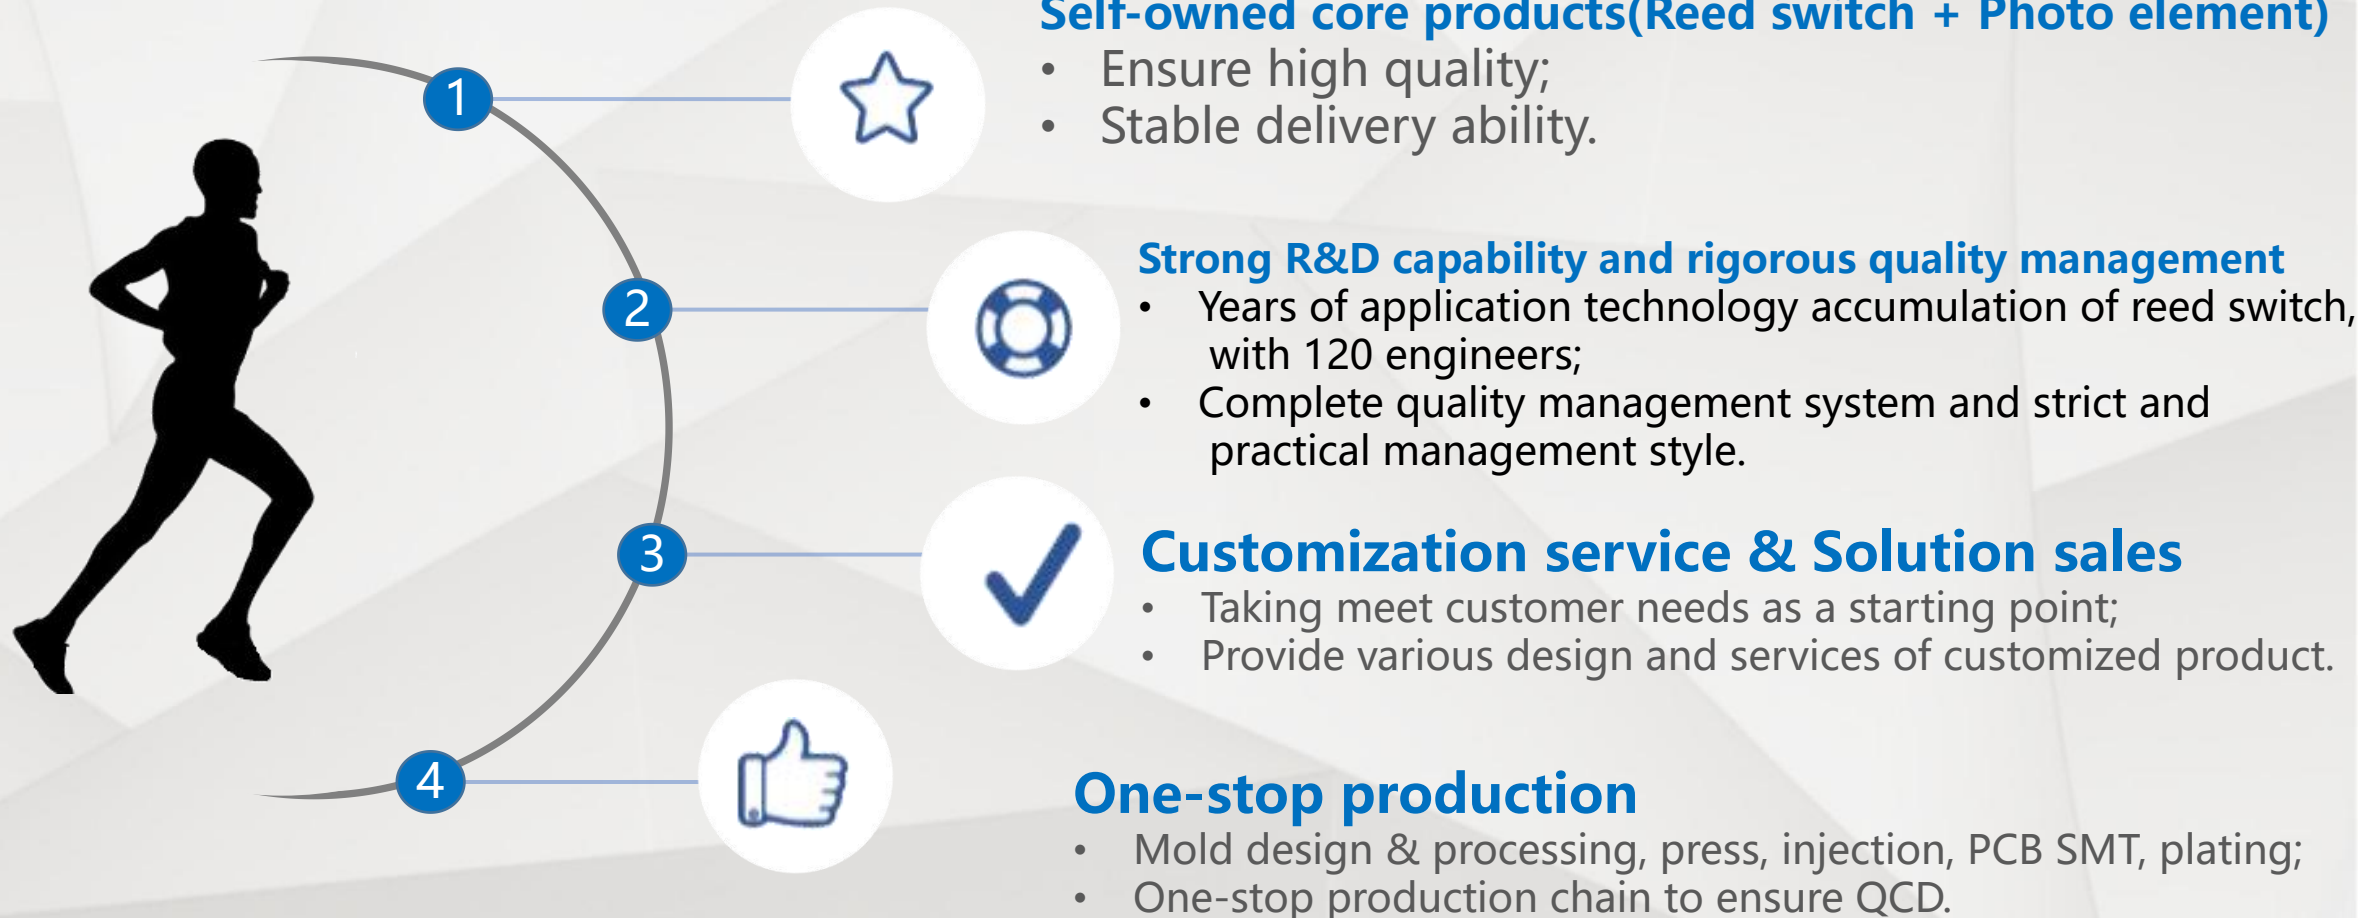 Self-owned core products(Reed switch + Photo element)
1
• Ensure high quality;
• Stable delivery ability.
Strong R&D capability and rigorous quality management
2
• Years of application technology accumulation of reed switch,
with 120 engineers;
• Complete quality management system and strict and
practical management style.
3
Customization service & Solution sales
• Taking meet customer needs as a starting point;
• Provide various design and services of customized product.
4
One-stop production
• Mold design & processing, press, injection, PCB SMT, plating;
• One-stop production chain to ensure QCD.